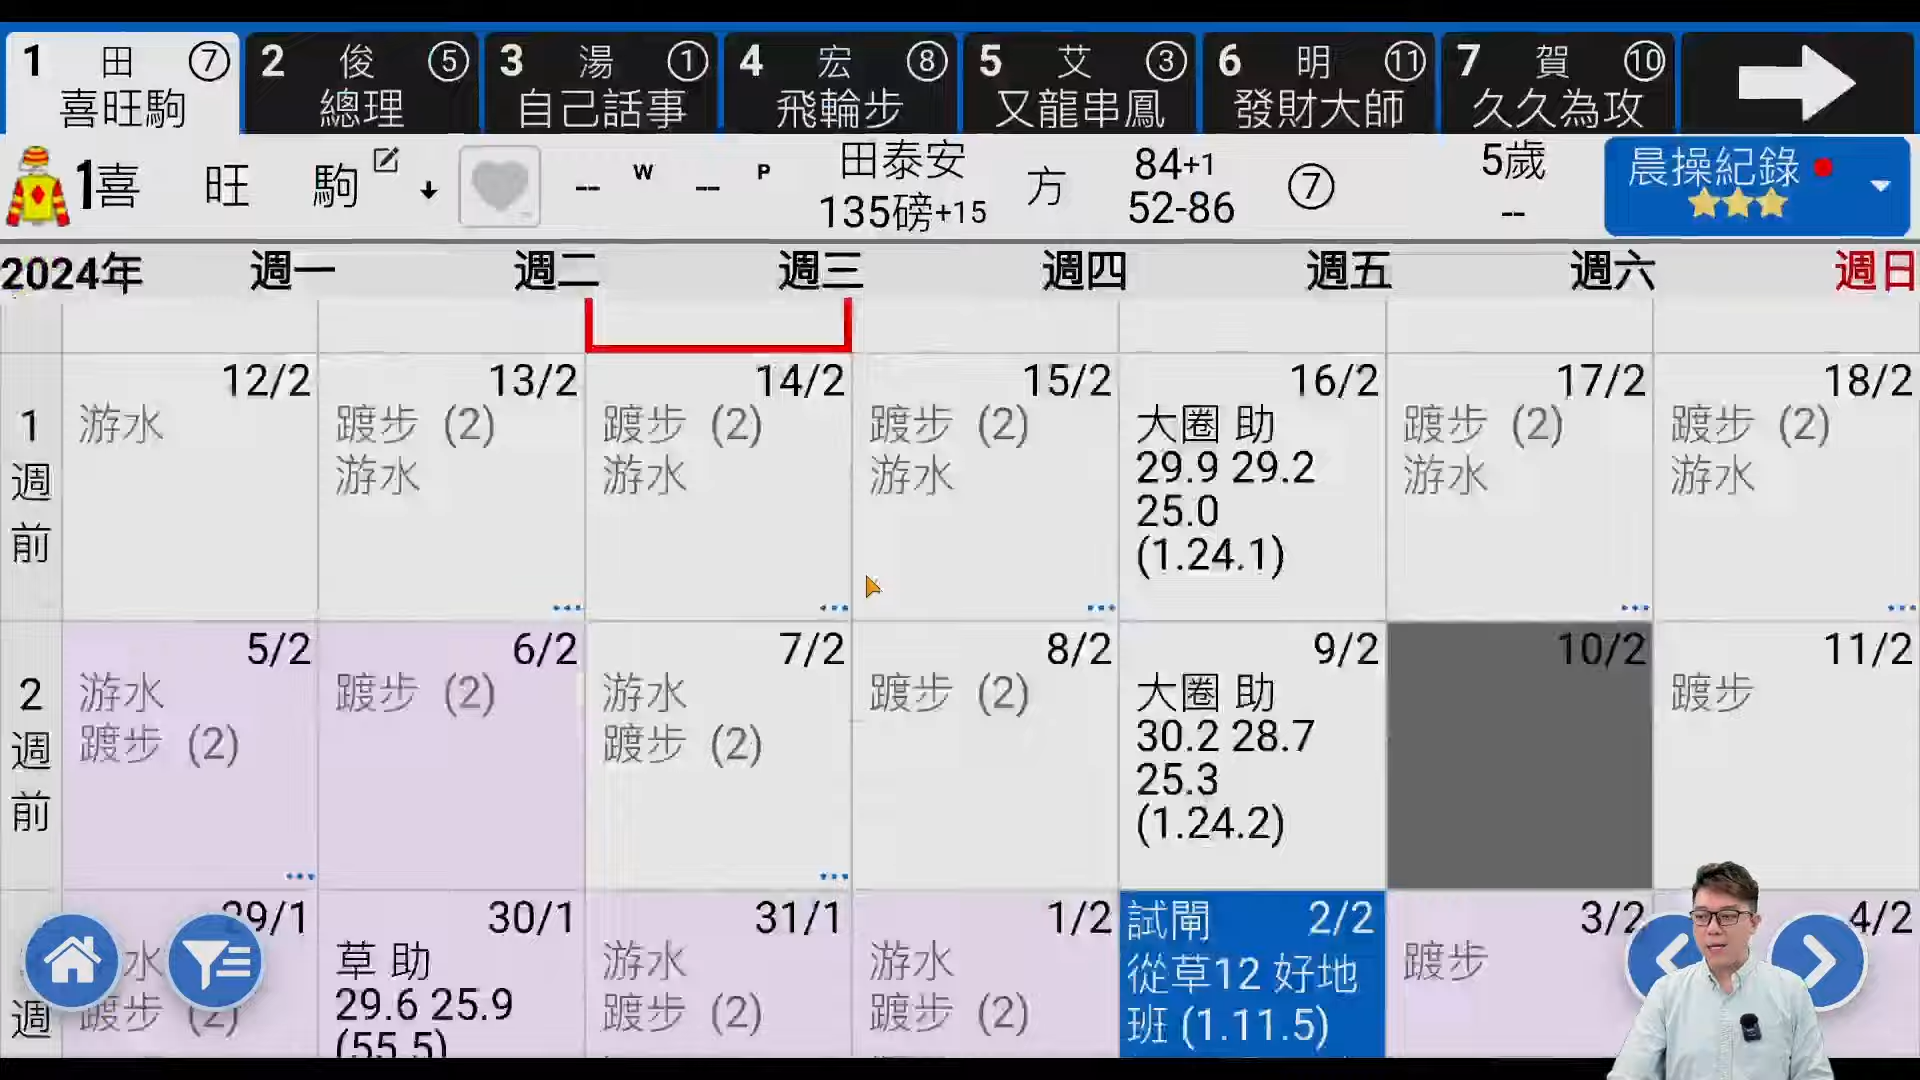 1 田 ⑦
喜旺駒
2 俊 ⑤
總理
3 湯 ①
自己話事
4 宏 ⑧
飛輪步
5 艾 ③
又龍串鳳
6 明 ⑪
發財大師
7 賀 ⑩
久久為攻
1喜 旺 駒
-- W -- P
田泰安
135磅+15
方
84+1
52-86
⑦
5歲
--
晨操紀錄
2024年 週一 週二 週三 週四 週五 週六 週日
1週前
12/2
游水
13/2
踱步 (2)
游水
14/2
踱步 (2)
游水
15/2
踱步 (2)
游水
16/2
大圈 助
29.9 29.2
25.0
(1.24.1)
17/2
踱步 (2)
游水
18/2
踱步 (2)
游水
2週前
5/2
游水
踱步 (2)
6/2
踱步 (2)
7/2
游水
踱步 (2)
8/2
踱步 (2)
9/2
大圈 助
30.2 28.7
25.3
(1.24.2)
10/2
11/2
踱步
週
29/1
水
踱步 (2)
30/1
草 助
29.6 25.9
(55.5)
31/1
游水
踱步 (2)
1/2
游水
踱步 (2)
試閘 2/2
從草12 好地
班 (1.11.5)
3/2
踱步
4/2